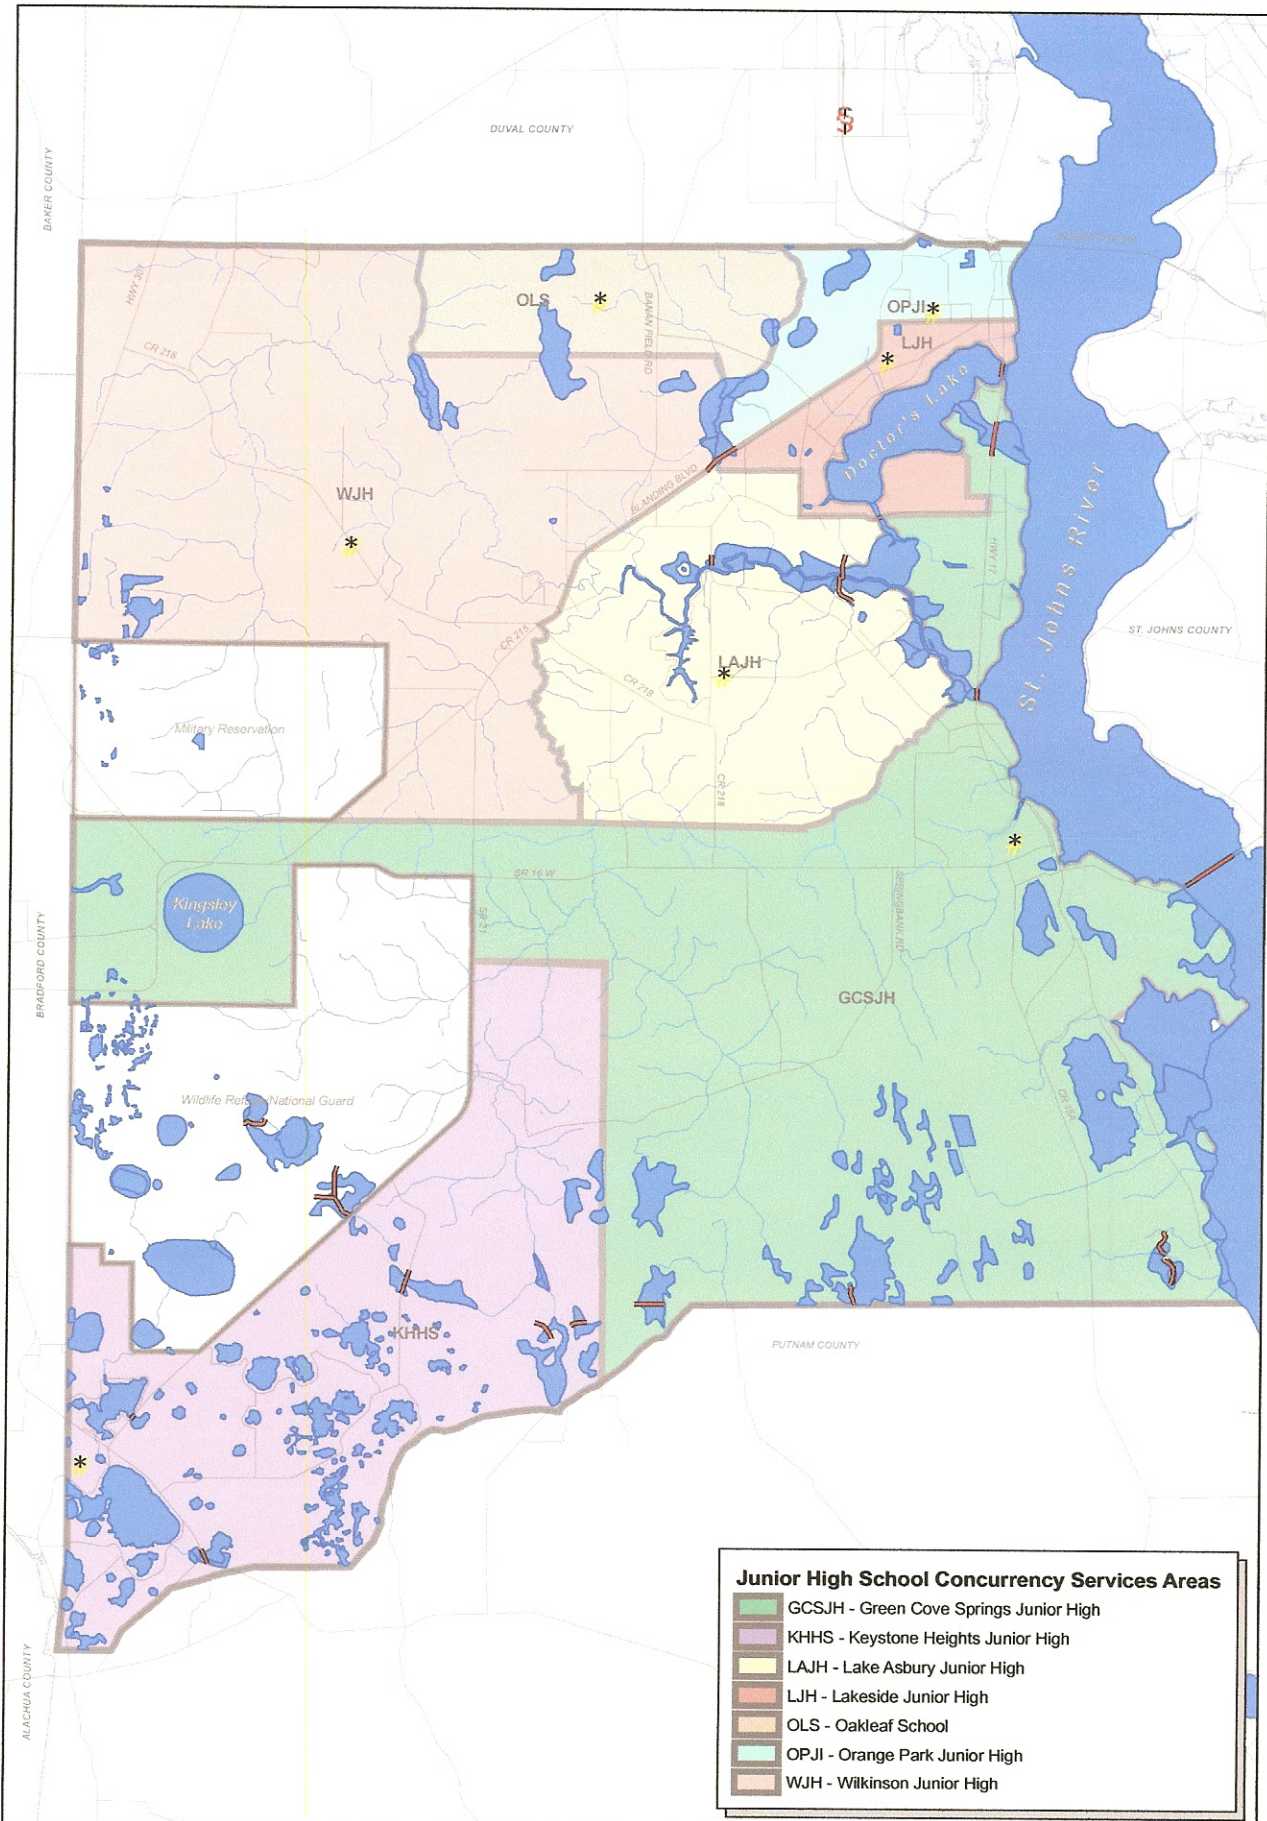 DUVAL COUNTY
BAKER COUNTY
HWY 301
CR 218
OLS
*
BANAN FIELD RD
OPJI
*
LJH
*
Doctor's Lake
WJH
*
BLANDING BLVD
HWY 17
St. Johns River
ST. JOHNS COUNTY
CR 215
CR 218
LAJH
*
Military Reservation
CR 218
*
Kingsley
Lake
SR 16 W
SR 21
SPRINGBANK RD
BRADFORD COUNTY
GCSJH
Wildlife Refuge/National Guard
CR 15A
KHHS
PUTNAM COUNTY
*
ALACHUA COUNTY
Junior High School Concurrency Services Areas
GCSJH - Green Cove Springs Junior High
KHHS - Keystone Heights Junior High
LAJH - Lake Asbury Junior High
LJH - Lakeside Junior High
OLS - Oakleaf School
OPJI - Orange Park Junior High
WJH - Wilkinson Junior High